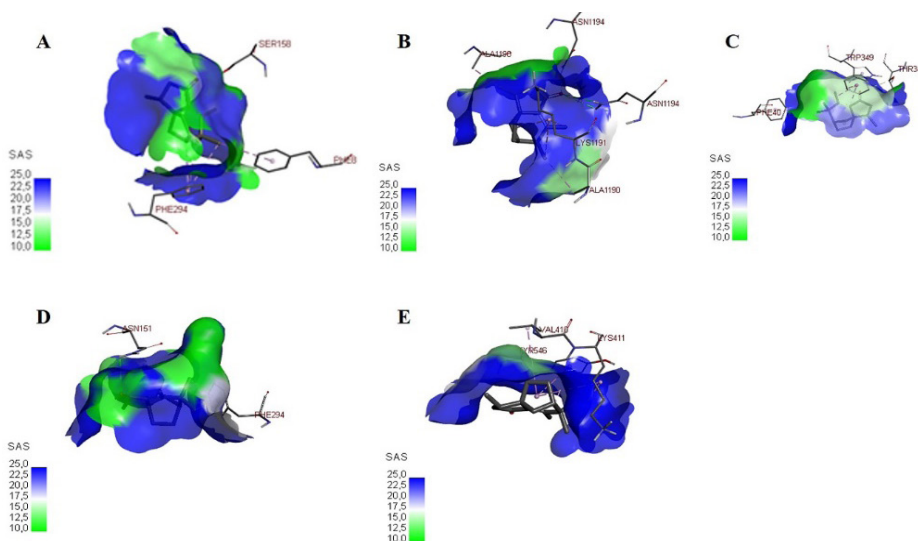 A
SER158
PHE294
SAS
25,0
22,5
20,0
17,5
15,0
12,5
10,0
B
ASN1194
ALA1190
ASN1194
LYS1191
ALA1190
SAS
25,0
22,5
20,0
17,5
15,0
12,5
10,0
C
TRP349
SAS
25,0
22,5
20,0
17,5
15,0
12,5
10,0
D
ASN151
PHE294
SAS
25,0
22,5
20,0
17,5
15,0
12,5
10,0
E
LYS411
SAS
25,0
22,5
20,0
17,5
15,0
12,5
10,0